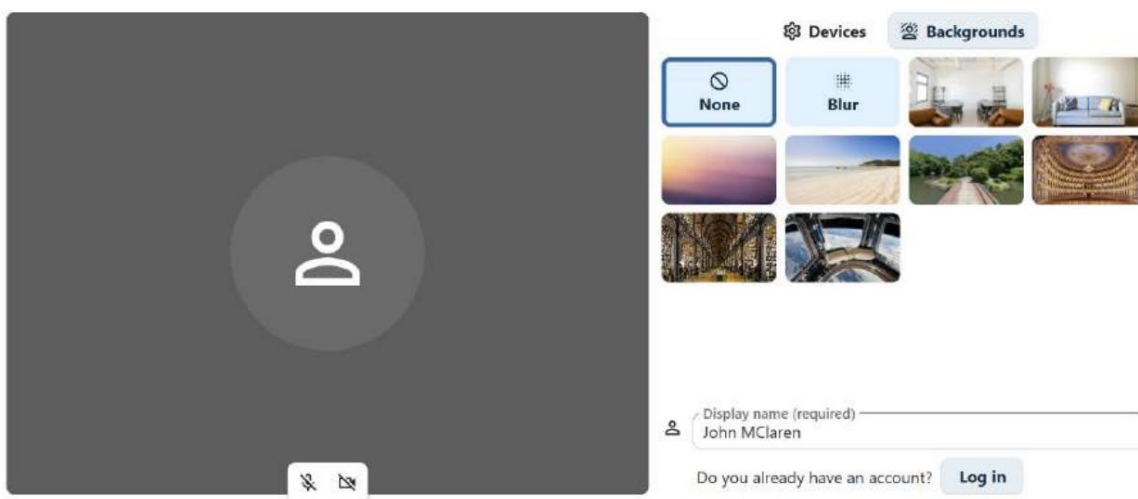 Devices
Backgrounds
None
Blur
Display name (required)
John MClaren
Do you already have an account?
Log in